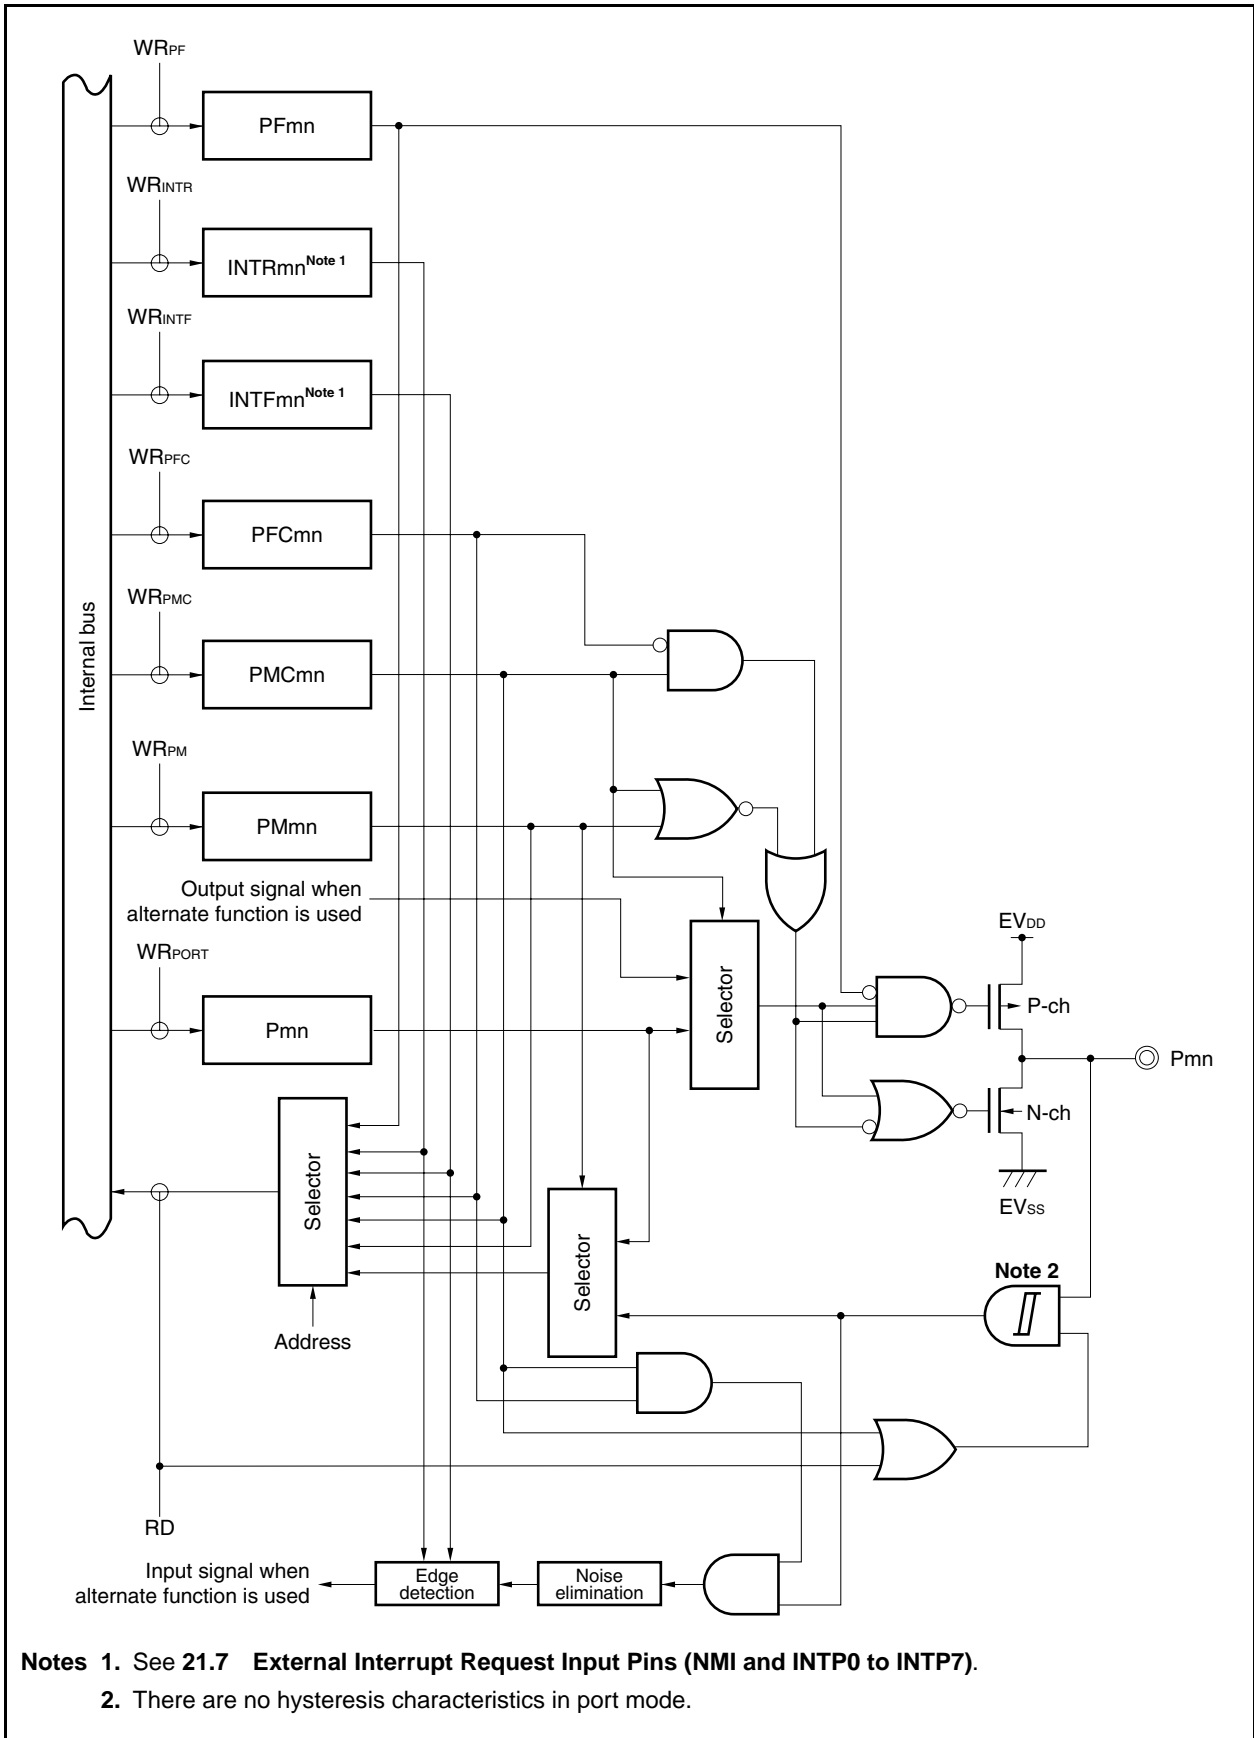 WRPF
PFmn
WRINTR
INTRmnNote 1
WRINTF
INTFmnNote 1
WRPFC
PFCmn
WRPMC
PMCmn
Internal bus
WRPM
PMmn
Output signal when
alternate function is used
WRPORT
Pmn
Selector
EVDD
P-ch
Pmn
N-ch
EVSS
Selector
Selector
Note 2
Address
RD
Input signal when
alternate function is used
Edge
detection
Noise
elimination
Notes 1. See 21.7 External Interrupt Request Input Pins (NMI and INTP0 to INTP7).
2. There are no hysteresis characteristics in port mode.